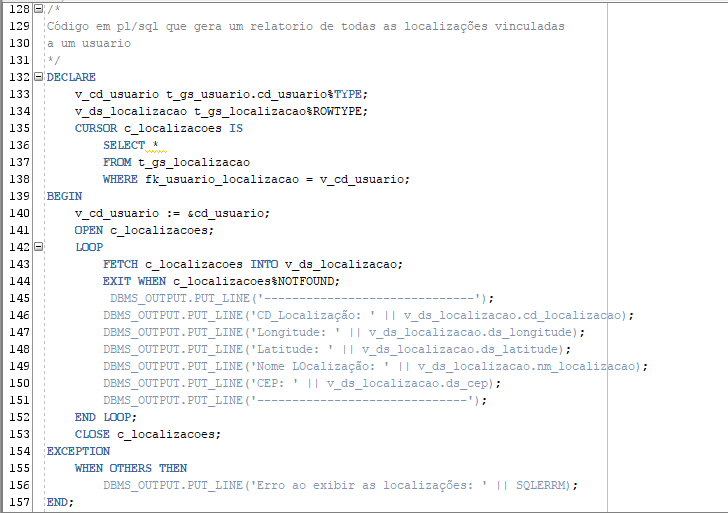 128 /*
129 Código em pl/sql que gera um relatorio de todas as localizações vinculadas
130 a um usuario
131 */
132 DECLARE
133     v_cd_usuario t_gs_usuario.cd_usuario%TYPE;
134     v_ds_localizacao t_gs_localizacao%ROWTYPE;
135     CURSOR c_localizacoes IS
136         SELECT *
137         FROM t_gs_localizacao
138         WHERE fk_usuario_localizacao = v_cd_usuario;
139 BEGIN
140     v_cd_usuario := &cd_usuario;
141     OPEN c_localizacoes;
142     LOOP
143         FETCH c_localizacoes INTO v_ds_localizacao;
144         EXIT WHEN c_localizacoes%NOTFOUND;
145          DBMS_OUTPUT.PUT_LINE('------------------------------');
146         DBMS_OUTPUT.PUT_LINE('CD_Localização: ' || v_ds_localizacao.cd_localizacao);
147         DBMS_OUTPUT.PUT_LINE('Longitude: ' || v_ds_localizacao.ds_longitude);
148         DBMS_OUTPUT.PUT_LINE('Latitude: ' || v_ds_localizacao.ds_latitude);
149         DBMS_OUTPUT.PUT_LINE('Nome LOcalização: ' || v_ds_localizacao.nm_localizacao);
150         DBMS_OUTPUT.PUT_LINE('CEP: ' || v_ds_localizacao.ds_cep);
151         DBMS_OUTPUT.PUT_LINE('------------------------------');
152     END LOOP;
153     CLOSE c_localizacoes;
154 EXCEPTION
155     WHEN OTHERS THEN
156         DBMS_OUTPUT.PUT_LINE('Erro ao exibir as localizações: ' || SQLERRM);
157 END;